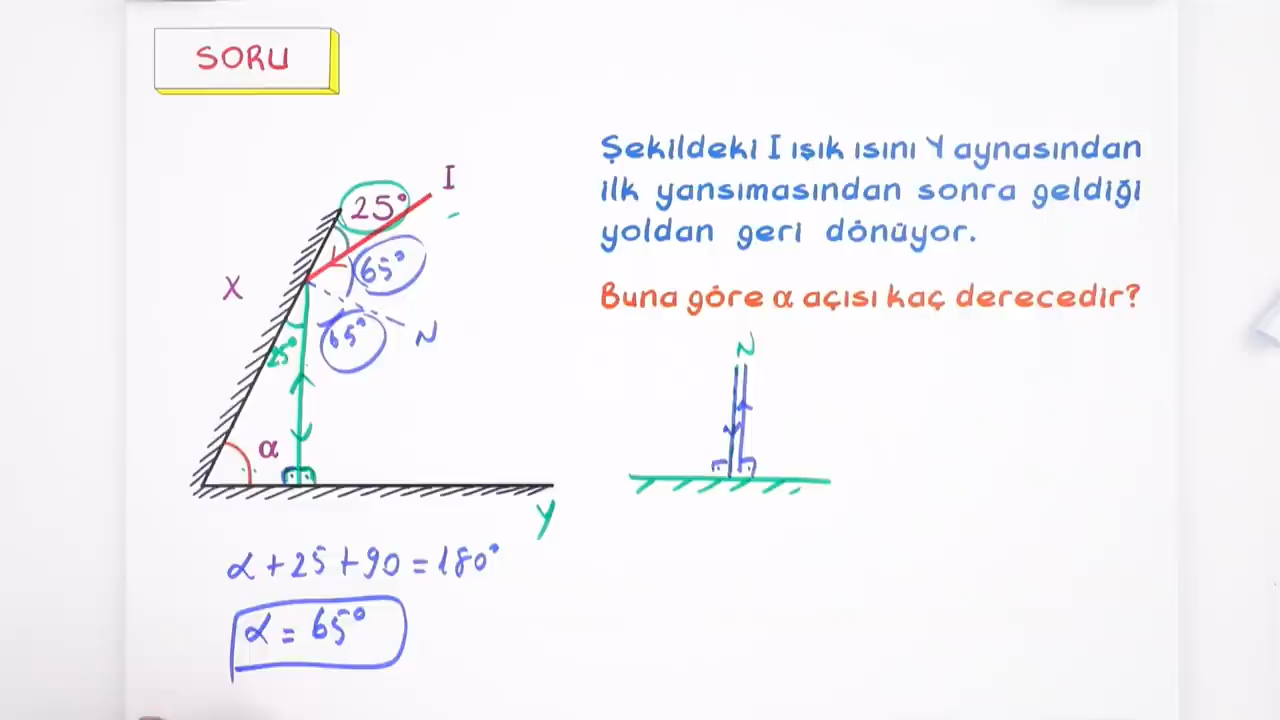 SORU
Şekildeki I ışık ışını Y aynasından
ilk yansımasından sonra geldiği
yoldan geri dönüyor.
Buna göre α açısı kaç derecedir?
I
25°
65°
X
65°
N
25°
α
Y
N
α + 25 + 90 = 180°
α = 65°